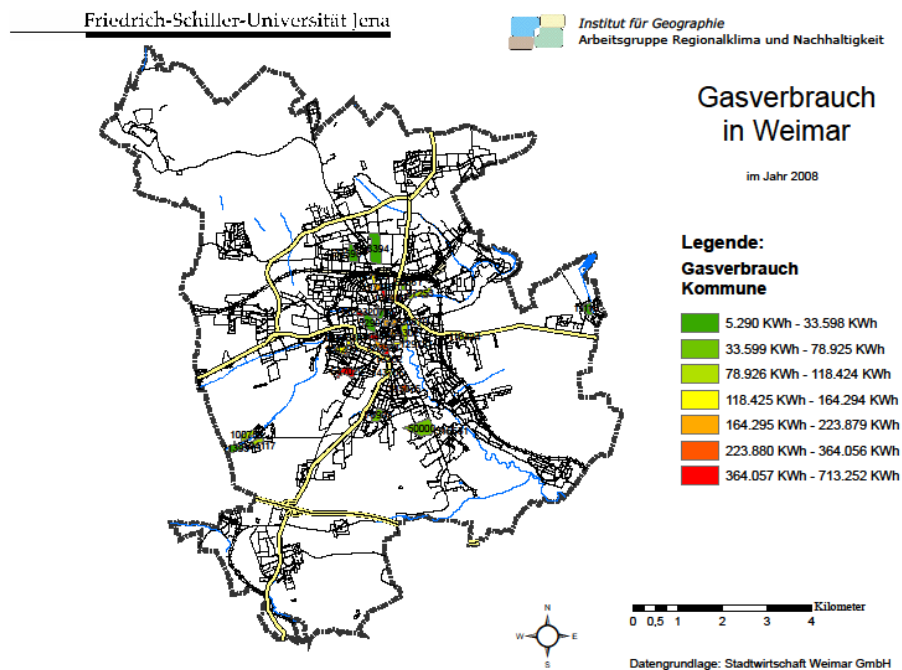 Friedrich-Schiller-Universität Jena
Institut für Geographie
Arbeitsgruppe Regionalklima und Nachhaltigkeit
Gasverbrauch
in Weimar
im Jahr 2008
Legende:
Gasverbrauch
Kommune
5.290 KWh - 33.598 KWh
33.599 KWh - 78.925 KWh
78.926 KWh - 118.424 KWh
118.425 KWh - 164.294 KWh
164.295 KWh - 223.879 KWh
223.880 KWh - 364.056 KWh
364.057 KWh - 713.252 KWh
50000
N
W E
S
Kilometer
0 0,5 1 2 3 4
Datengrundlage: Stadtwirtschaft Weimar GmbH